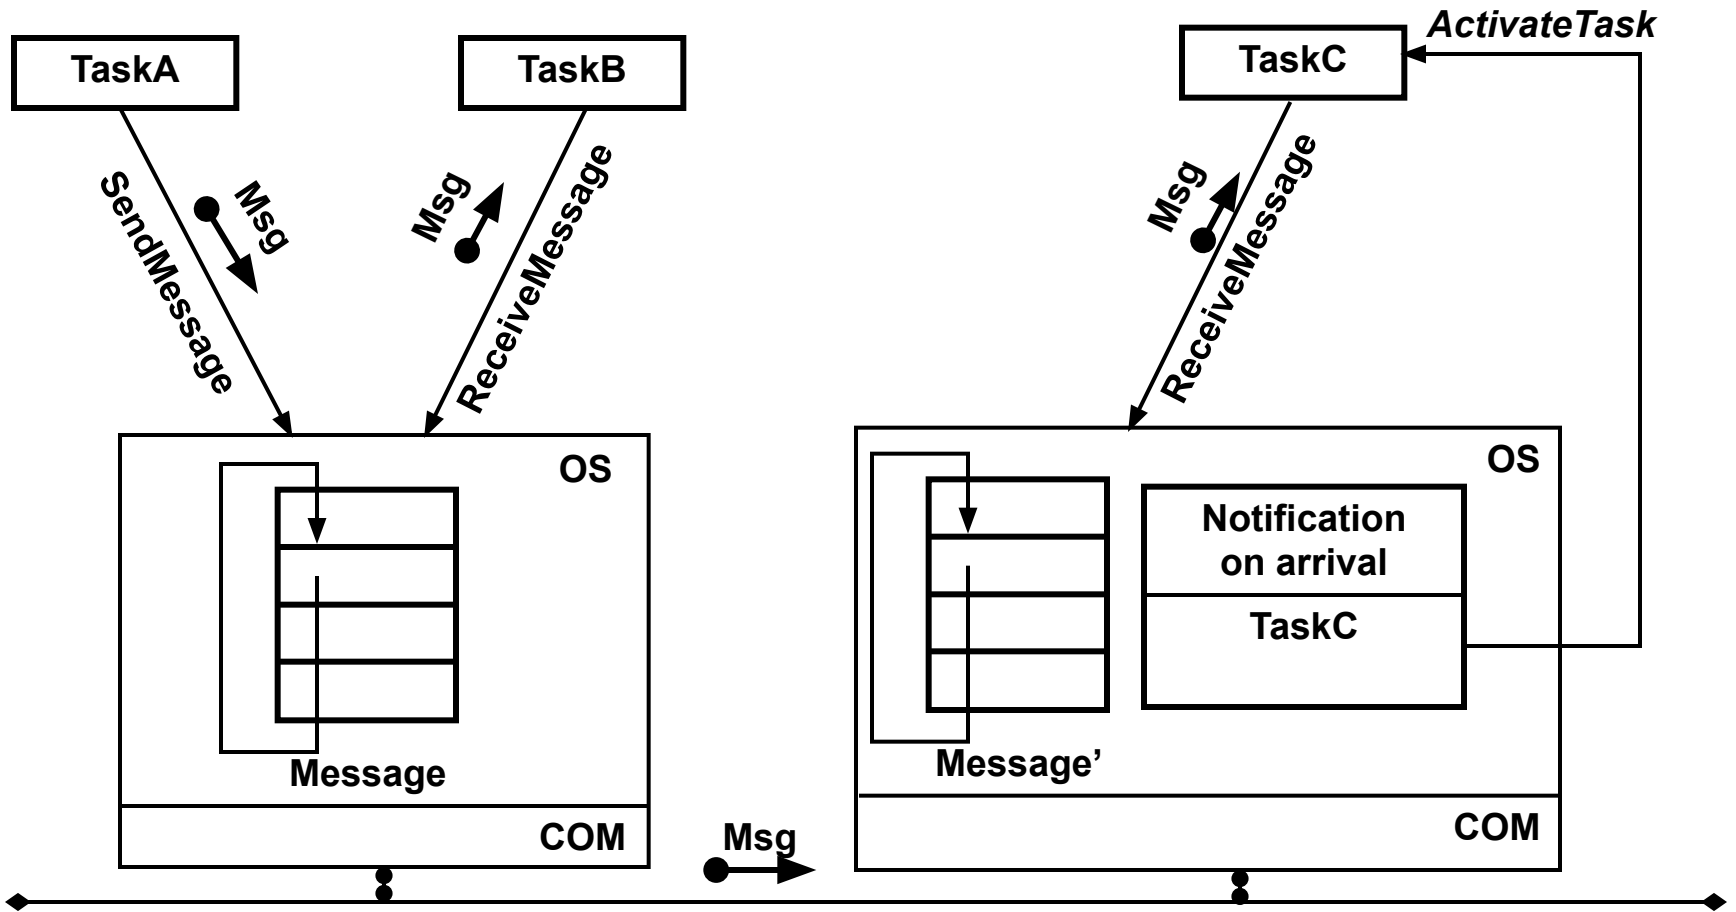 TaskA
TaskB
TaskC
ActivateTask
SendMessage
Msg
Msg
ReceiveMessage
Msg
ReceiveMessage
OS
Message
COM
Msg
OS
Notification
on arrival
TaskC
Message’
COM